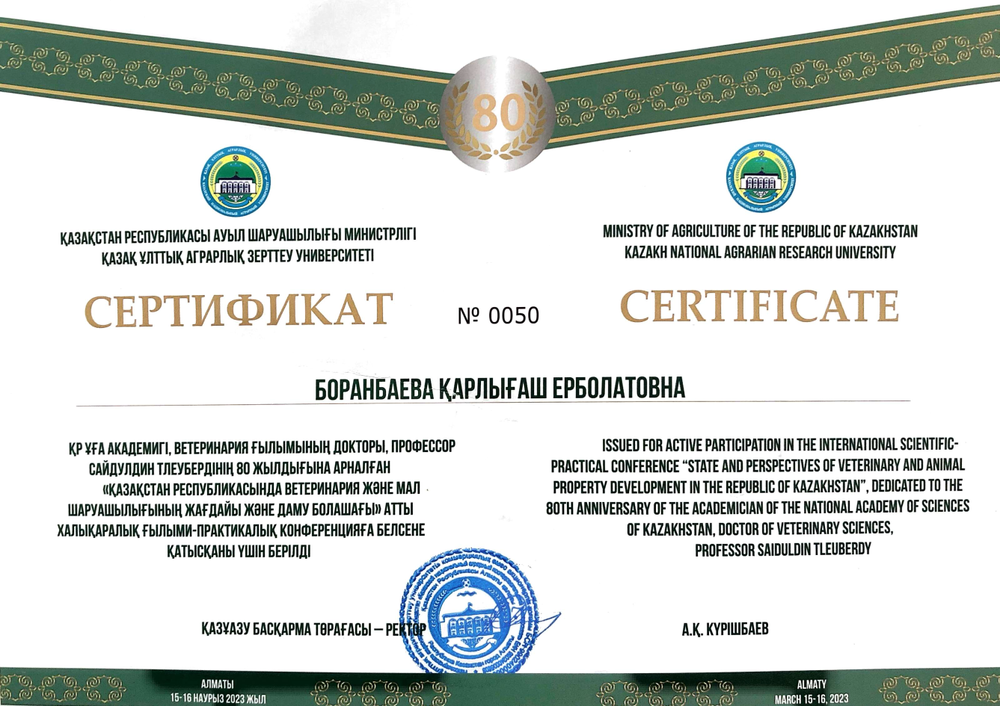 80
ҚАЗАҚСТАН РЕСПУБЛИКАСЫ АУЫЛ ШАРУАШЫЛЫҒЫ МИНИСТРЛІГІ
ҚАЗАҚ ҰЛТТЫҚ АГРАРЛЫҚ ЗЕРТТЕУ УНИВЕРСИТЕТІ
MINISTRY OF AGRICULTURE OF THE REPUBLIC OF KAZAKHSTAN
KAZAKH NATIONAL AGRARIAN RESEARCH UNIVERSITY
СЕРТИФИКАТ
№ 0050
CERTIFICATE
БОРАНБАЕВА ҚАРЛЫҒАШ ЕРБОЛАТОВНА
ҚР ҰҒА АКАДЕМИГІ, ВЕТЕРИНАРИЯ ҒЫЛЫМЫНЫҢ ДОКТОРЫ, ПРОФЕССОР
САЙДУЛДИН ТЛЕУБЕРДІНІҢ 80 ЖЫЛДЫҒЫНА АРНАЛҒАН
«ҚАЗАҚСТАН РЕСПУБЛИКАСЫНДА ВЕТЕРИНАРИЯ ЖӘНЕ МАЛ
ШАРУАШЫЛЫҒЫНЫҢ ЖАҒДАЙЫ ЖӘНЕ ДАМУ БОЛАШАҒЫ» АТТЫ
ХАЛЫҚАРАЛЫҚ ҒЫЛЫМИ-ПРАКТИКАЛЫҚ КОНФЕРЕНЦИЯҒА БЕЛСЕНЕ
ҚАТЫСҚАНЫ ҮШІН БЕРІЛДІ
ISSUED FOR ACTIVE PARTICIPATION IN THE INTERNATIONAL SCIENTIFIC-
PRACTICAL CONFERENCE “STATE AND PERSPECTIVES OF VETERINARY AND ANIMAL
PROPERTY DEVELOPMENT IN THE REPUBLIC OF KAZAKHSTAN”, DEDICATED TO THE
80TH ANNIVERSARY OF THE ACADEMICIAN OF THE NATIONAL ACADEMY OF SCIENCES
OF KAZAKHSTAN, DOCTOR OF VETERINARY SCIENCES,
PROFESSOR SAIDULDIN TLEUBERDY
ҚАЗҰАЗУ БАСҚАРМА ТӨРАҒАСЫ – РЕКТОР
А.Қ. КҮРІШБАЕВ
АЛМАТЫ
15-16 НАУРЫЗ 2023 ЖЫЛ
ALMATY
MARCH 15-16, 2023